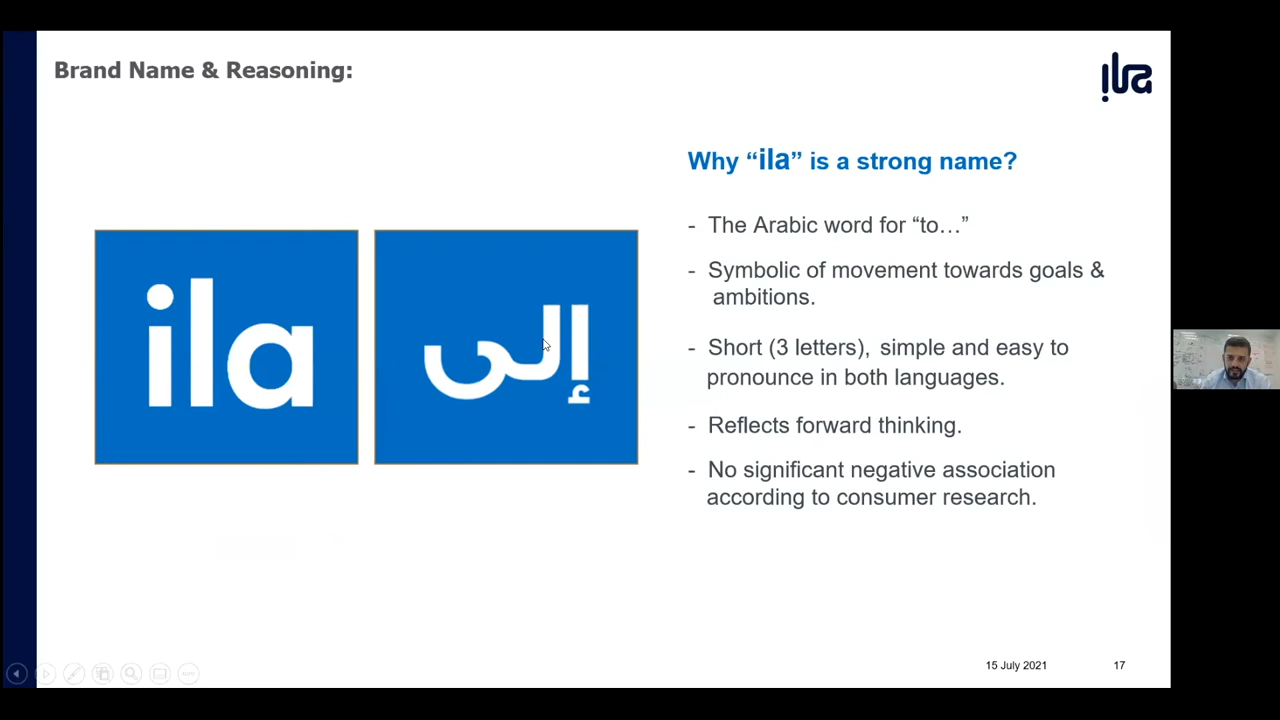 Brand Name & Reasoning:
ila
Why “ila” is a strong name?
- The Arabic word for “to…”
- Symbolic of movement towards goals &
ambitions.
ila
إلى
- Short (3 letters), simple and easy to
pronounce in both languages.
- Reflects forward thinking.
- No significant negative association
according to consumer research.
15 July 2021
17